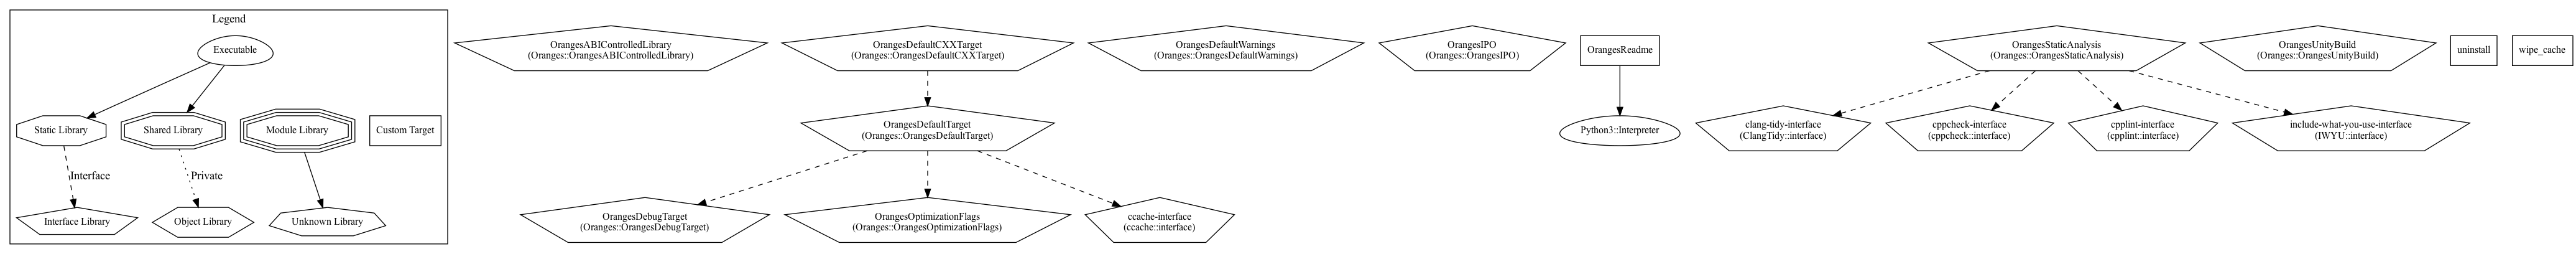 Legend
Executable
Static Library
Shared Library
Module Library
Custom Target
Interface
Private
Interface Library
Object Library
Unknown Library
OrangesABIControlledLibrary
(Oranges::OrangesABIControlledLibrary)
OrangesDefaultCXXTarget
(Oranges::OrangesDefaultCXXTarget)
OrangesDefaultTarget
(Oranges::OrangesDefaultTarget)
OrangesDebugTarget
(Oranges::OrangesDebugTarget)
OrangesOptimizationFlags
(Oranges::OrangesOptimizationFlags)
ccache-interface
(ccache::interface)
OrangesDefaultWarnings
(Oranges::OrangesDefaultWarnings)
OrangesIPO
(Oranges::OrangesIPO)
OrangesReadme
Python3::Interpreter
OrangesStaticAnalysis
(Oranges::OrangesStaticAnalysis)
clang-tidy-interface
(ClangTidy::interface)
cppcheck-interface
(cppcheck::interface)
cpplint-interface
(cpplint::interface)
include-what-you-use-interface
(IWYU::interface)
OrangesUnityBuild
(Oranges::OrangesUnityBuild)
uninstall
wipe_cache